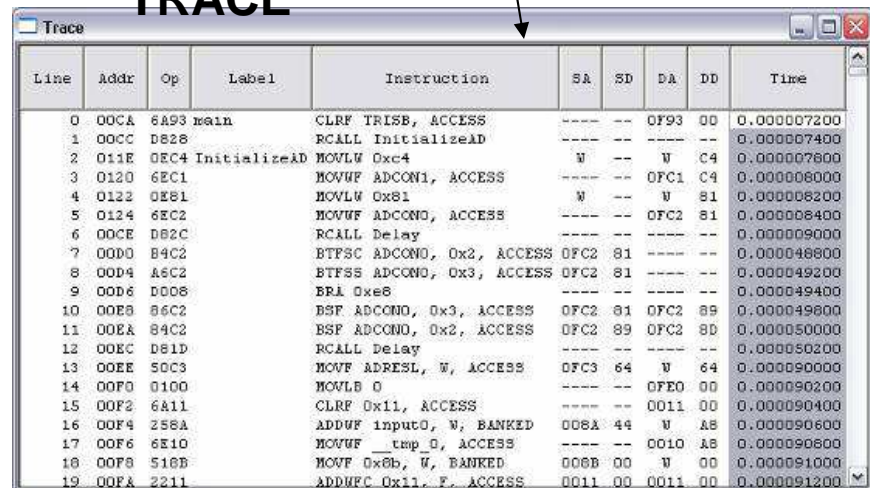 TRACE
Trace
Line Addr Op Label Instruction SA SD DA DD Time
0 00CA 6A93 main CLRF TRISB, ACCESS ---- -- 0F93 00 0.000007200
1 00CC D828 RCALL InitializeAD ---- -- ---- -- 0.000007400
2 011E 0EC4 InitializeAD MOVLW 0xc4 W -- W C4 0.000007800
3 0120 6EC1 MOVWF ADCON1, ACCESS ---- -- 0FC1 C4 0.000008000
4 0122 0E81 MOVLW 0x81 W -- W 81 0.000008200
5 0124 6EC2 MOVWF ADCON0, ACCESS ---- -- 0FC2 81 0.000008400
6 00CE D82C RCALL Delay ---- -- ---- -- 0.000009000
7 00D0 B4C2 BTFSC ADCON0, 0x2, ACCESS 0FC2 81 ---- -- 0.000048800
8 00D4 A6C2 BTFSS ADCON0, 0x3, ACCESS 0FC2 81 ---- -- 0.000049200
9 00D6 D008 BRA 0xe8 ---- -- ---- -- 0.000049400
10 00E8 86C2 BSF ADCON0, 0x3, ACCESS 0FC2 81 0FC2 89 0.000049800
11 00EA 84C2 BSF ADCON0, 0x2, ACCESS 0FC2 89 0FC2 8D 0.000050000
12 00EC D81D RCALL Delay ---- -- ---- -- 0.000050200
13 00EE 50C3 MOVF ADRESL, W, ACCESS 0FC3 64 W 64 0.000090000
14 00F0 0100 MOVLB 0 ---- -- 0FE0 00 0.000090200
15 00F2 6A11 CLRF 0x11, ACCESS ---- -- 0011 00 0.000090400
16 00F4 258A ADDWF input0, W, BANKED 008A 44 W A8 0.000090600
17 00F6 6E10 MOVWF __tmp_0, ACCESS ---- -- 0010 A8 0.000090800
18 00F8 518B MOVF 0x8b, W, BANKED 008B 00 W 00 0.000091000
19 00FA 2211 ADDWFC 0x11, F, ACCESS 0011 00 0011 00 0.000091200